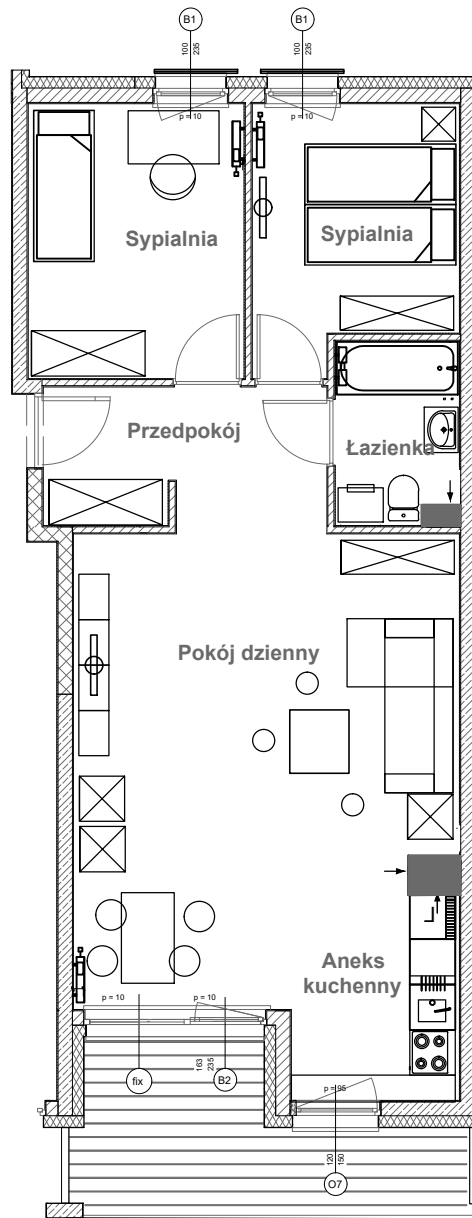 B1
B1
100
235
100
235
p = 10
p = 10
Sypialnia
Sypialnia
Przedpokój
Łazienka
Pokój dzienny
Aneks
kuchenny
p = 10
p = 10
fix
163
235
B2
p = 95
120
150
O7